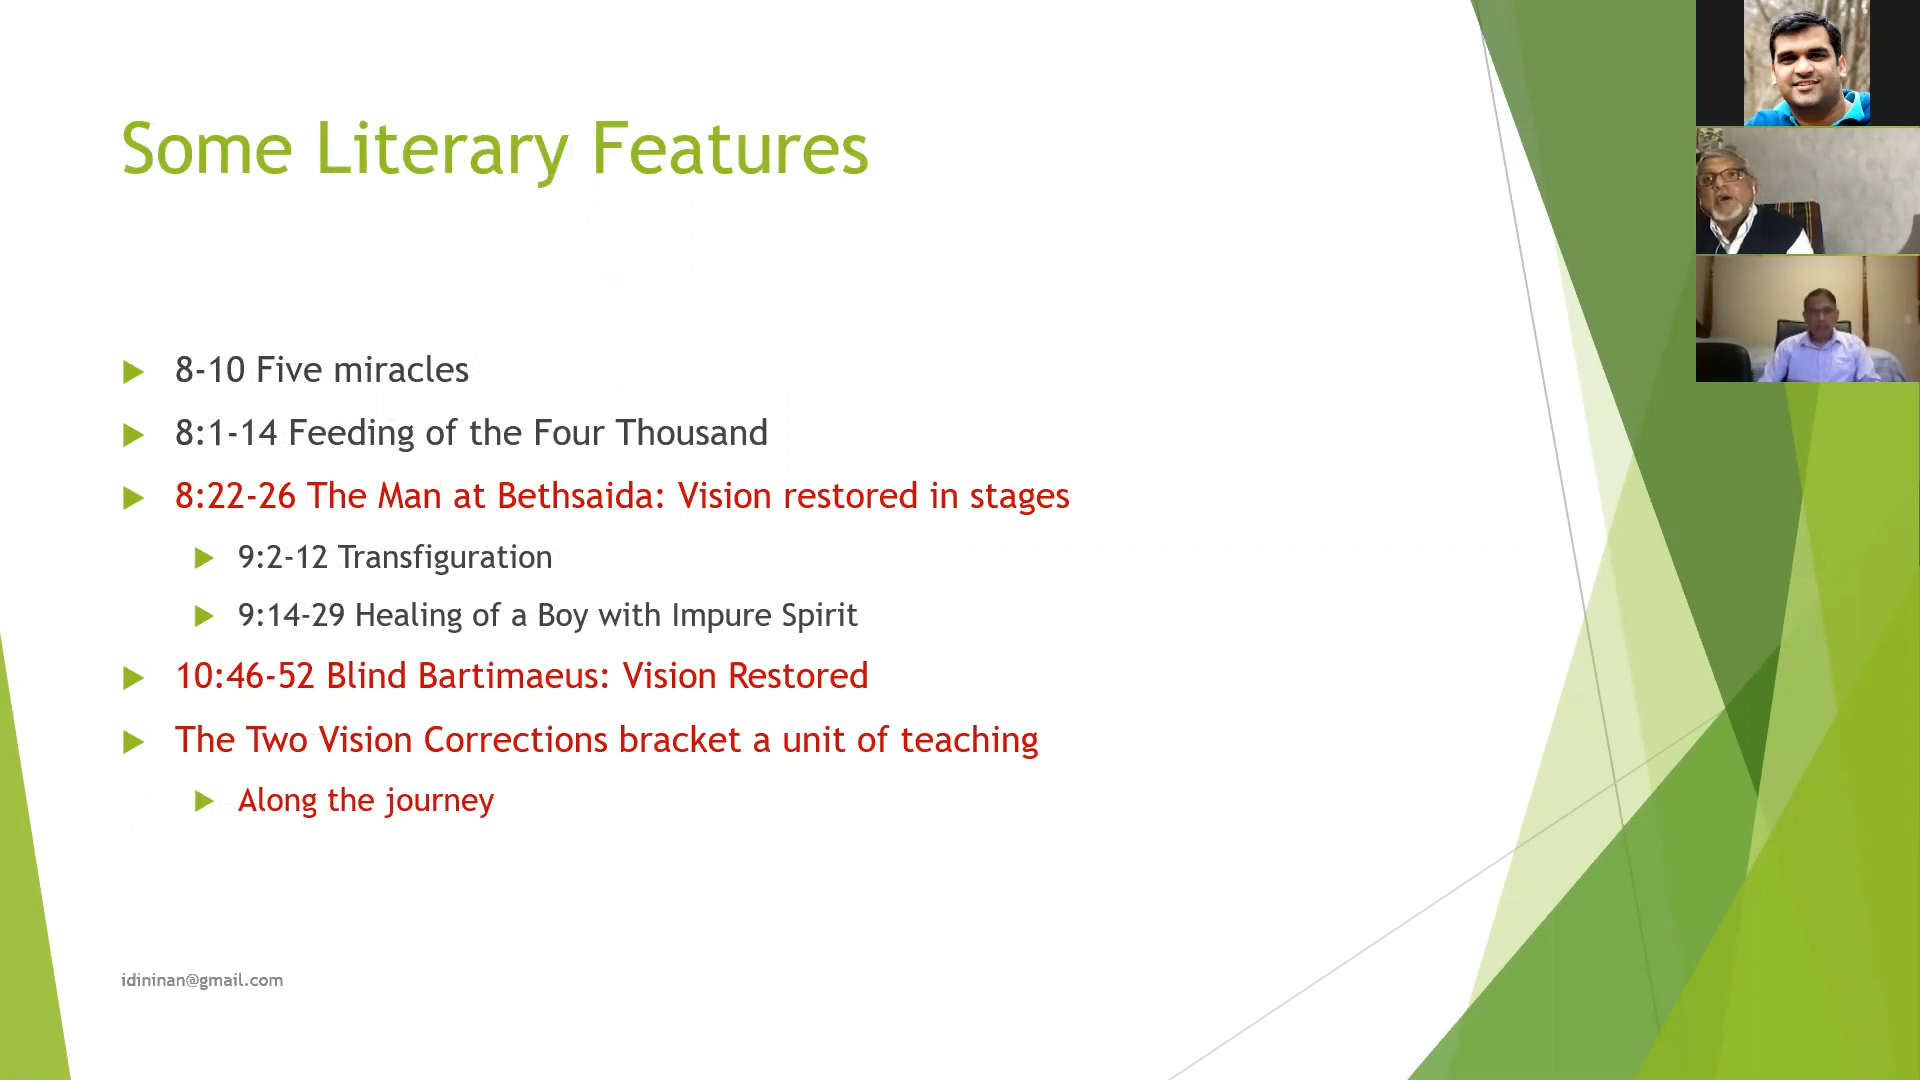 Some Literary Features
8-10 Five miracles
8:1-14 Feeding of the Four Thousand
8:22-26 The Man at Bethsaida: Vision restored in stages
9:2-12 Transfiguration
9:14-29 Healing of a Boy with Impure Spirit
10:46-52 Blind Bartimaeus: Vision Restored
The Two Vision Corrections bracket a unit of teaching
Along the journey
idininan@gmail.com